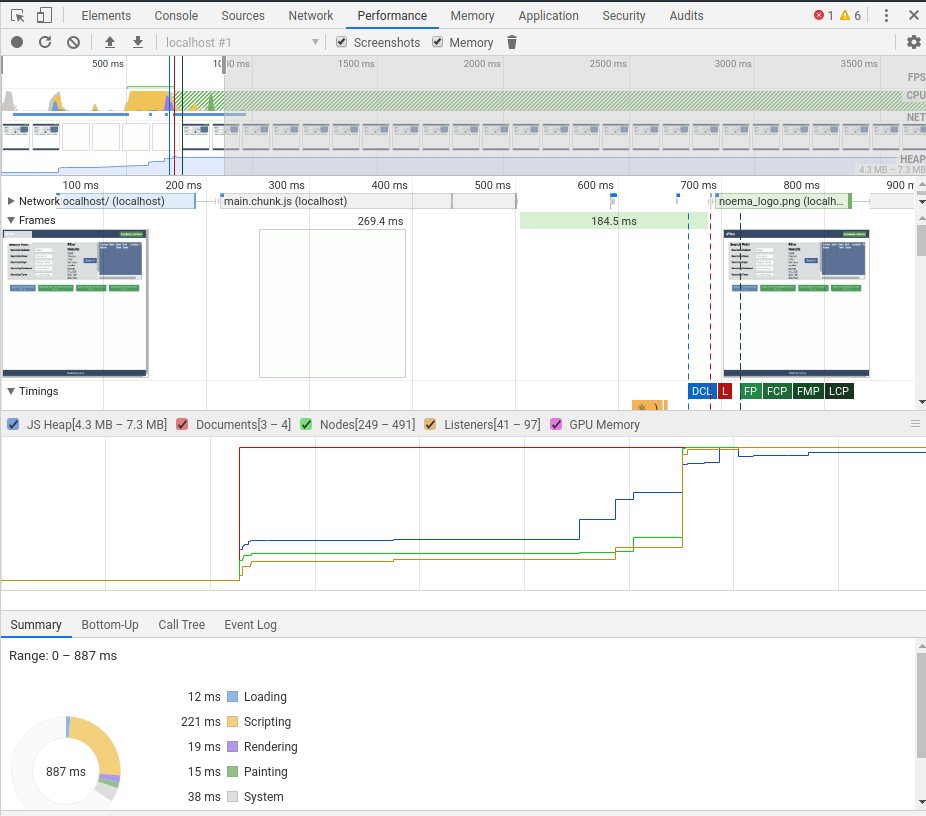 Elements Console Sources Network Performance Memory Application Security Audits 1 6
localhost #1 Screenshots Memory
500 ms 1000 ms 1500 ms 2000 ms 2500 ms 3000 ms 3500 ms
FPS
CPU
NET
HEAP
4.3 MB – 7.3 MB
100 ms 200 ms 300 ms 400 ms 500 ms 600 ms 700 ms 800 ms 900 m
Network ocalhost/ (localhost) main.chunk.js (localhost) noema_logo.png (localh...
Frames 269.4 ms 184.5 ms
Timings DCL L FP FCP FMP LCP
JS Heap[4.3 MB – 7.3 MB] Documents[3 – 4] Nodes[249 – 491] Listeners[41 – 97] GPU Memory
Summary Bottom-Up Call Tree Event Log
Range: 0 – 887 ms
12 ms Loading
221 ms Scripting
19 ms Rendering
887 ms 15 ms Painting
38 ms System